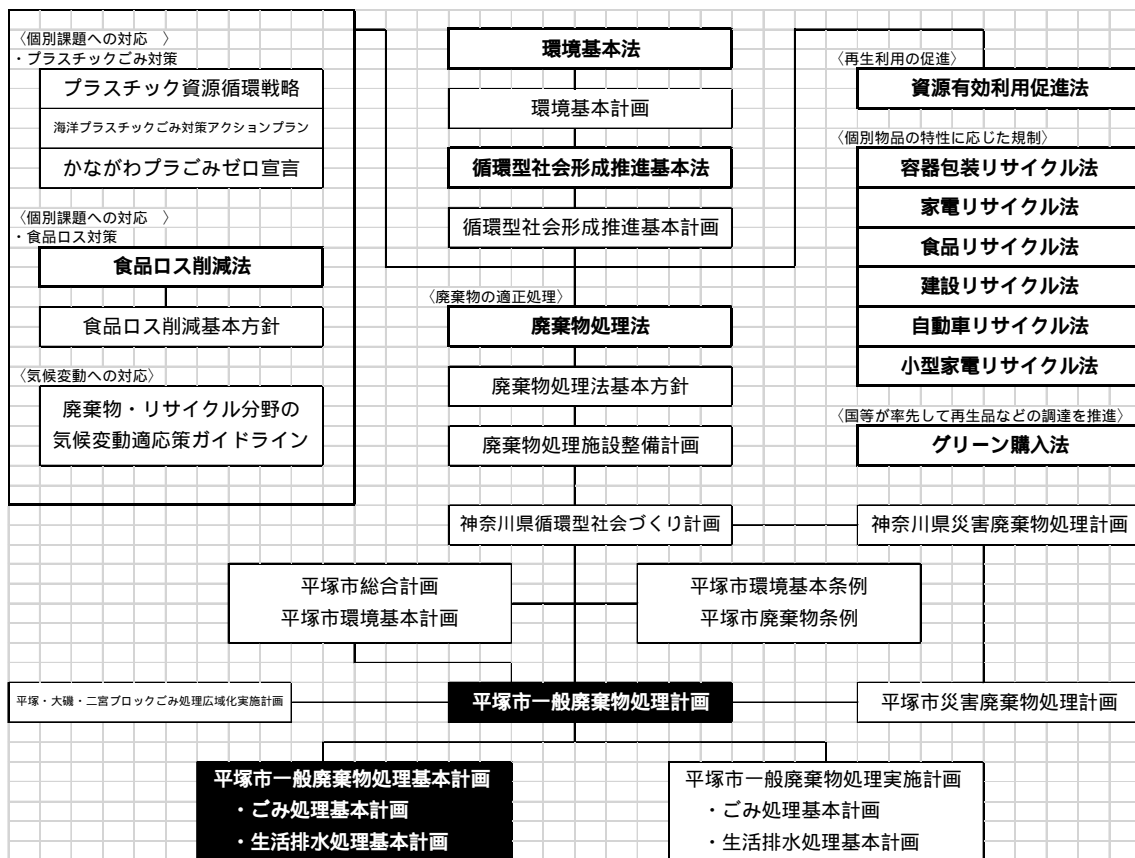 〈個別課題への対応　〉
・プラスチックごみ対策
プラスチック資源循環戦略
海洋プラスチックごみ対策アクションプラン
かながわプラごみゼロ宣言
〈個別課題への対応　〉
・食品ロス対策
食品ロス削減法
食品ロス削減基本方針
〈気候変動への対応〉
廃棄物・リサイクル分野の
気候変動適応策ガイドライン
環境基本法
環境基本計画
循環型社会形成推進基本法
循環型社会形成推進基本計画
〈廃棄物の適正処理〉
廃棄物処理法
廃棄物処理法基本方針
廃棄物処理施設整備計画
〈再生利用の促進〉
資源有効利用促進法
〈個別物品の特性に応じた規制〉
容器包装リサイクル法
家電リサイクル法
食品リサイクル法
建設リサイクル法
自動車リサイクル法
小型家電リサイクル法
〈国等が率先して再生品などの調達を推進〉
グリーン購入法
神奈川県循環型社会づくり計画
神奈川県災害廃棄物処理計画
平塚市総合計画
平塚市環境基本計画
平塚市環境基本条例
平塚市廃棄物条例
平塚・大磯・二宮ブロックごみ処理広域化実施計画
平塚市一般廃棄物処理計画
平塚市災害廃棄物処理計画
平塚市一般廃棄物処理基本計画
・ごみ処理基本計画
・生活排水処理基本計画
平塚市一般廃棄物処理実施計画
・ごみ処理基本計画
・生活排水処理基本計画